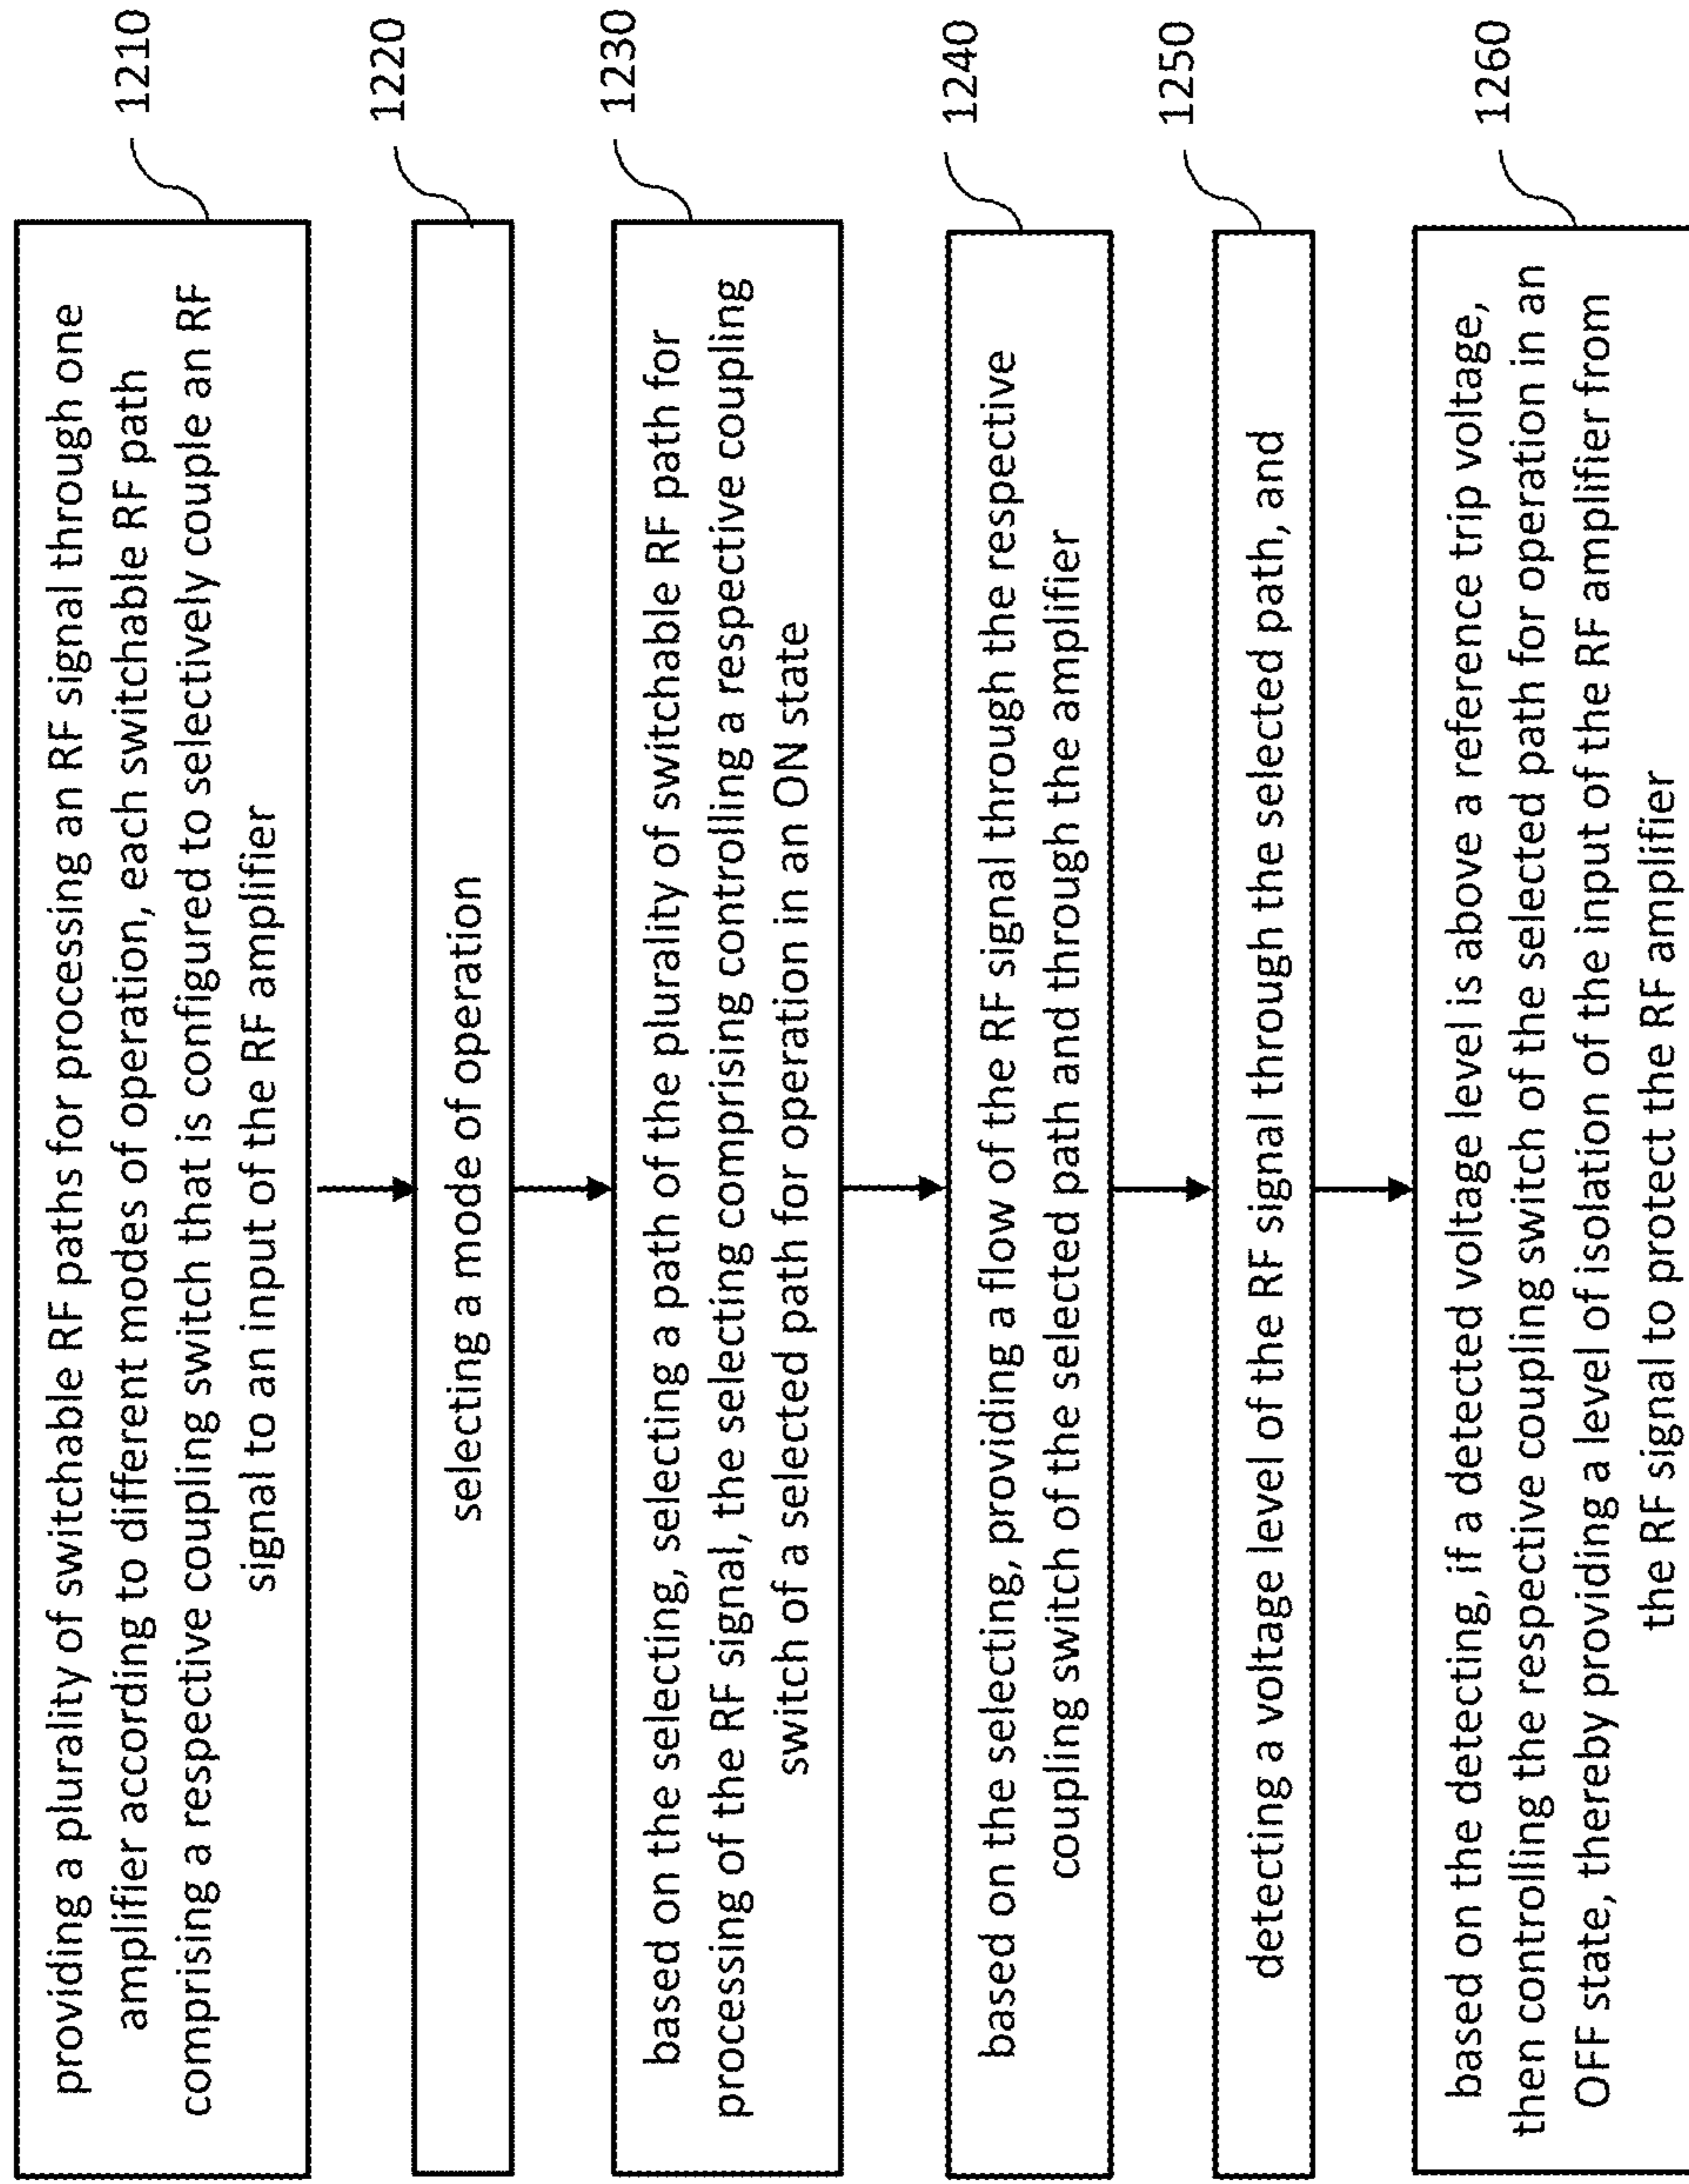 providing a plurality of switchable RF paths for processing an RF signal through one
amplifier according to different modes of operation, each switchable RF path
comprising a respective coupling switch that is configured to selectively couple an RF
signal to an input of the RF amplifier
1210
selecting a mode of operation
1220
based on the selecting, selecting a path of the plurality of switchable RF path for
processing of the RF signal, the selecting comprising controlling a respective coupling
switch of a selected path for operation in an ON state
1230
based on the selecting, providing a flow of the RF signal through the respective
coupling switch of the selected path and through the amplifier
1240
detecting a voltage level of the RF signal through the selected path, and
1250
based on the detecting, if a detected voltage level is above a reference trip voltage,
then controlling the respective coupling switch of the selected path for operation in an
OFF state, thereby providing a level of isolation of the input of the RF amplifier from
the RF signal to protect the RF amplifier
1260